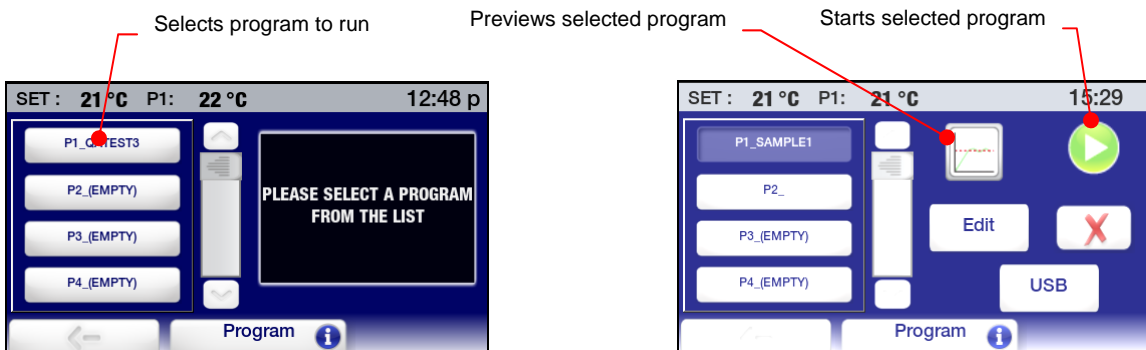 Selects program to run
Previews selected program
Starts selected program
SET : 21 °C P1: 22 °C 12:48 p
P1_QATEST3
P2_(EMPTY)
P3_(EMPTY)
P4_(EMPTY)
PLEASE SELECT A PROGRAM
FROM THE LIST
Program i
SET : 21 °C P1: 21 °C 15:29
P1_SAMPLE1
P2_
P3_(EMPTY)
P4_(EMPTY)
Edit
USB
Program i